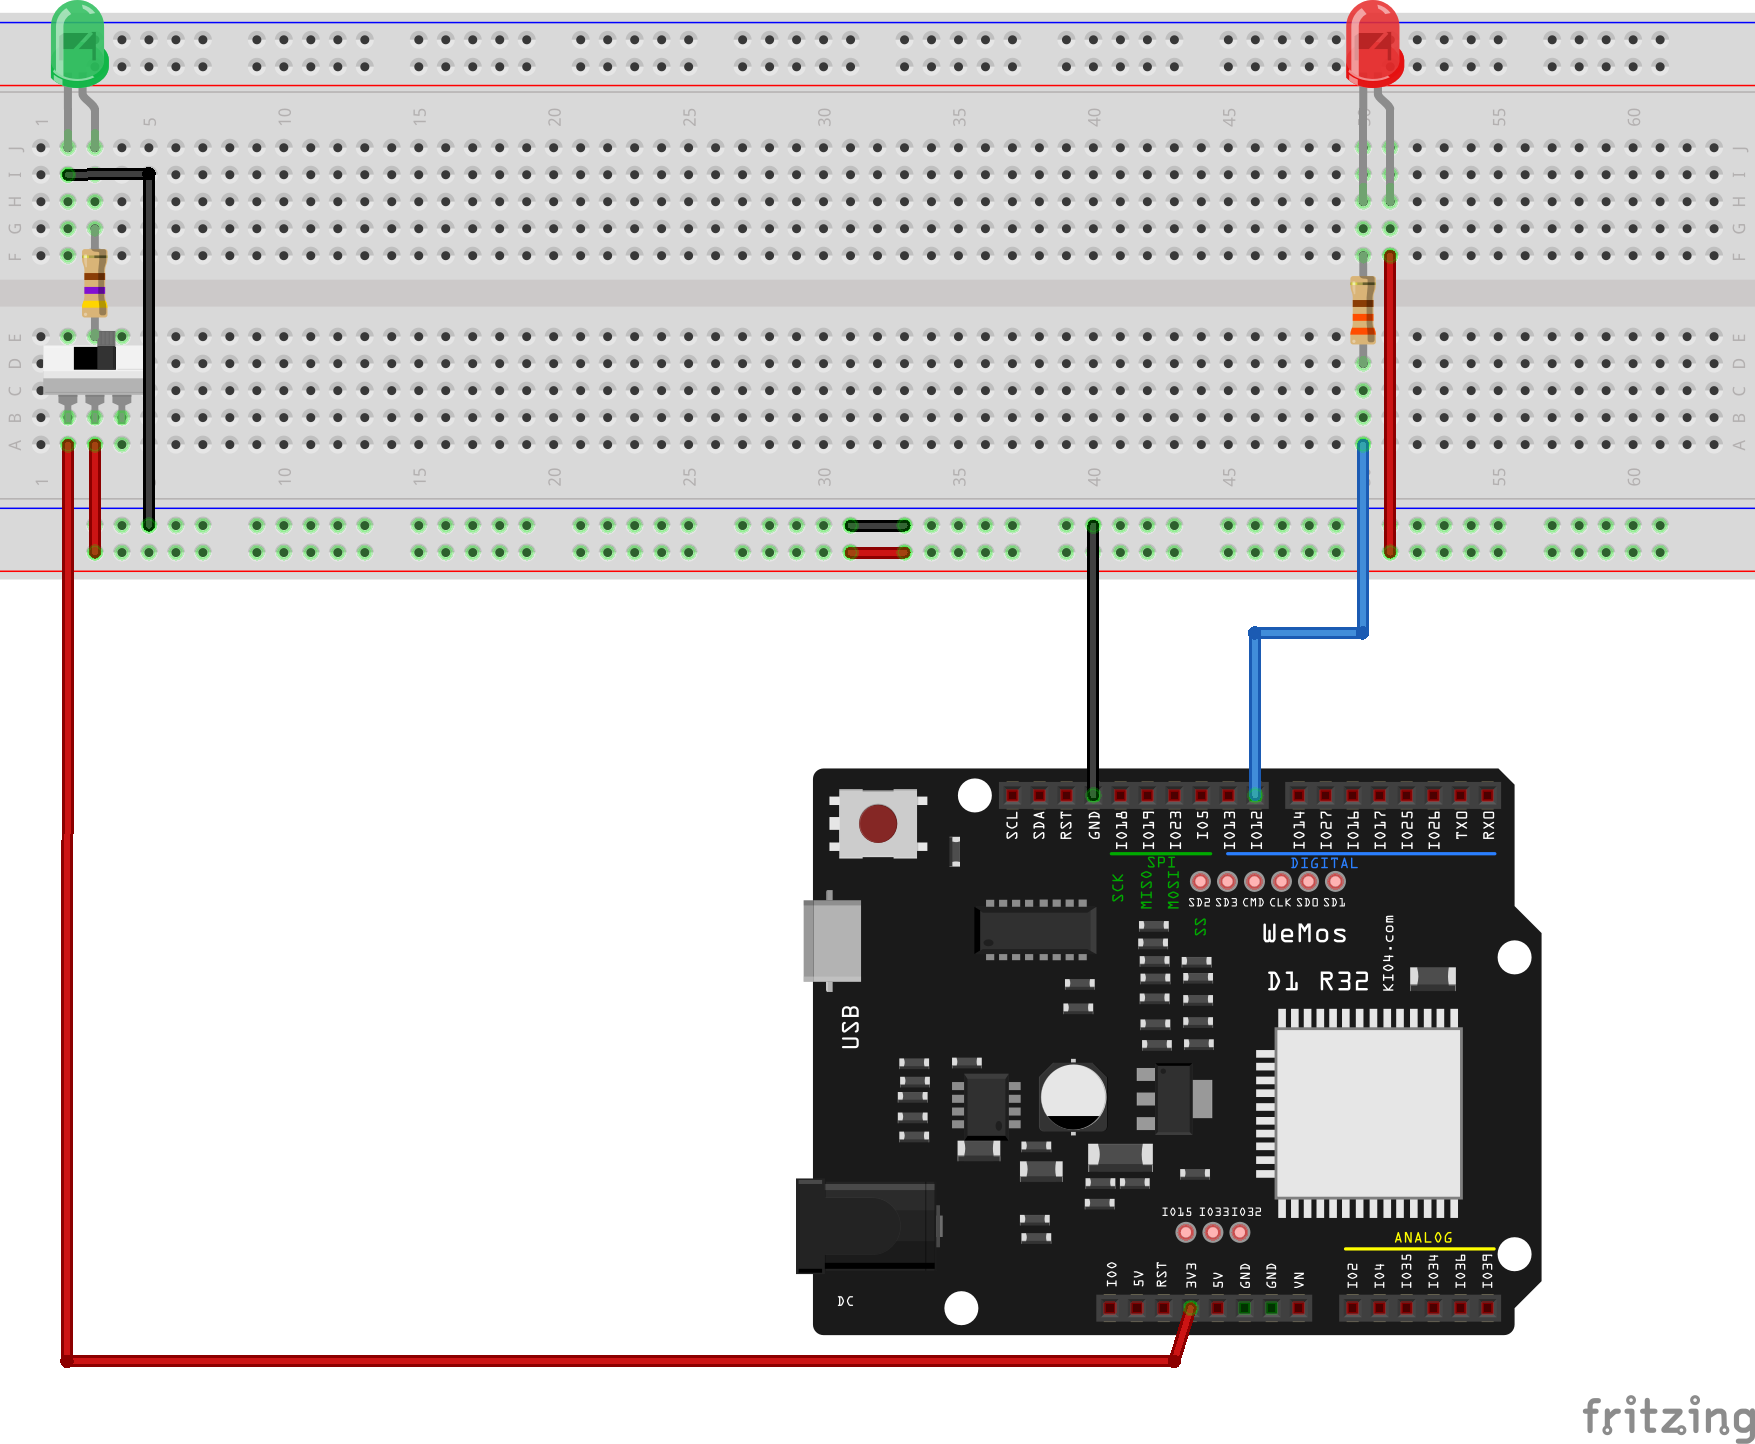 1 5 10 15 20 25 30 35 40 45 50 55 60
J J
I I
H H
G G
F F
E E
D D
C C
B B
A A
1 5 10 15 20 25 30 35 40 45 50 55 60
SCL SDA RST GND IO18 IO19 IO23 IO5 IO13 IO12 IO14 IO27 IO16 IO17 IO25 IO26 TXO RXO
SPI DIGITAL
SCK MISO MOSI SS
SD2 SD3 CMD CLK SD0 SD1
WeMos
D1 R32
KIO4.com
USB
IO15 IO33 IO32
ANALOG
IO0 5V RST 3V3 5V GND GND VN IO2 IO4 IO35 IO34 IO36 IO39
DC
fritzing